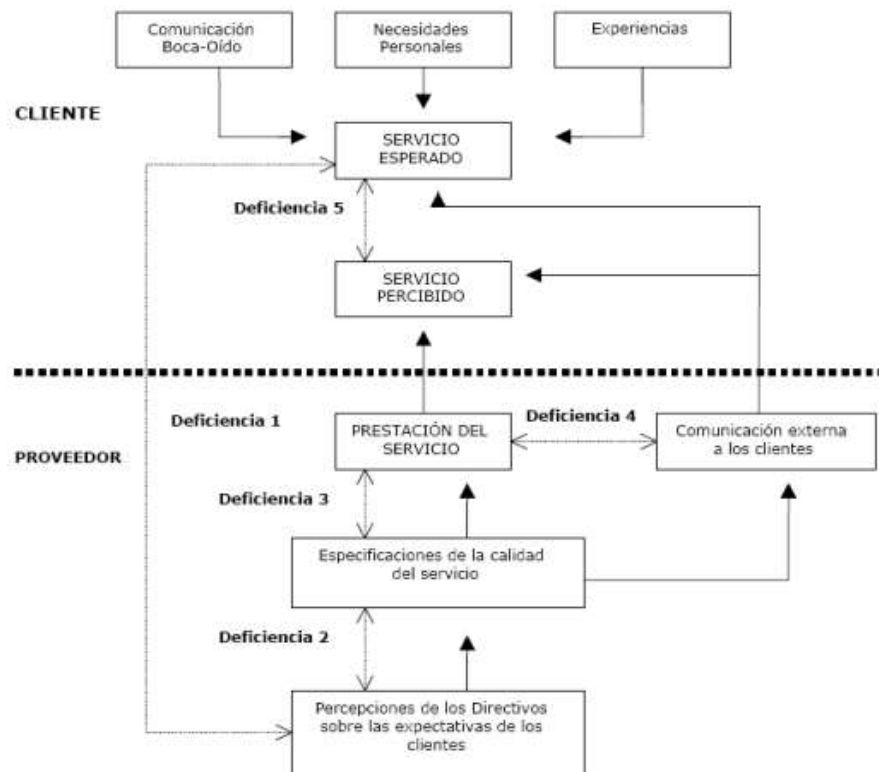 Comunicación
Boca-Oído
Necesidades
Personales
Experiencias
CLIENTE
SERVICIO
ESPERADO
Deficiencia 5
SERVICIO
PERCIBIDO
Deficiencia 1
PRESTACIÓN DEL
SERVICIO
Deficiencia 4
Comunicación externa
a los clientes
PROVEEDOR
Deficiencia 3
Especificaciones de la calidad
del servicio
Deficiencia 2
Percepciones de los Directivos
sobre las expectativas de los
clientes